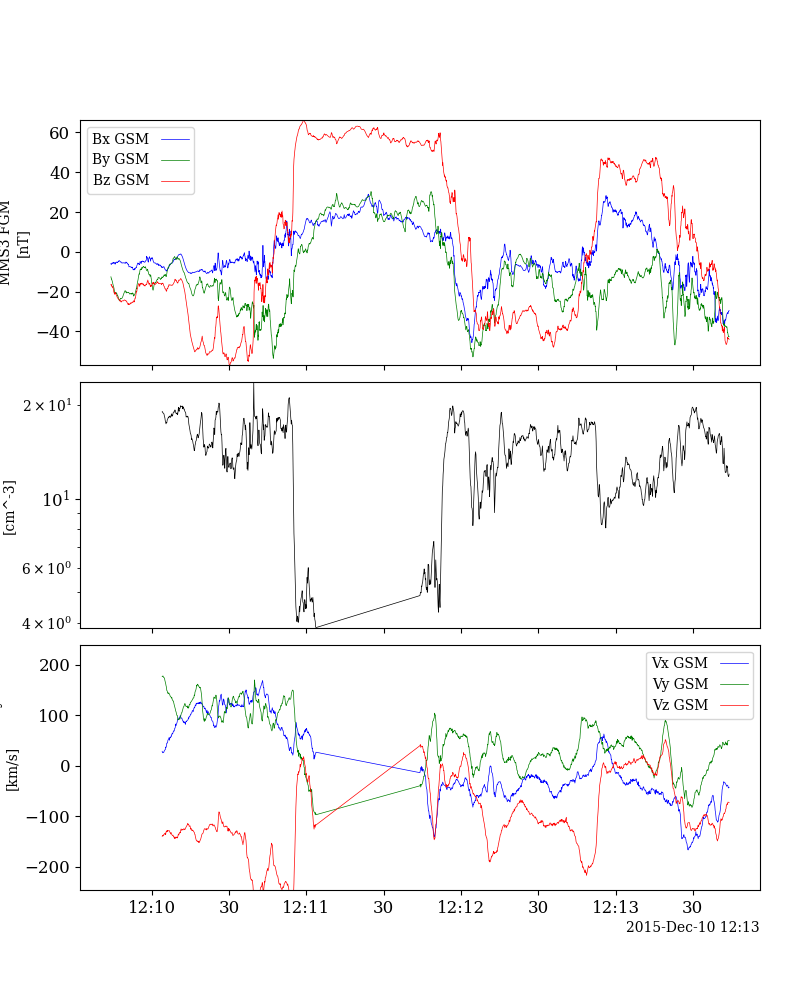 60
40
20
0
−20
−40
MMS3 FGM
[nT]
Bx GSM
By GSM
Bz GSM
2×10¹
10¹
6×10⁰
4×10⁰
[cm^-3]
200
100
0
−100
−200
[km/s]
Vx GSM
Vy GSM
Vz GSM
12:10 30 12:11 30 12:12 30 12:13 30
2015-Dec-10 12:13